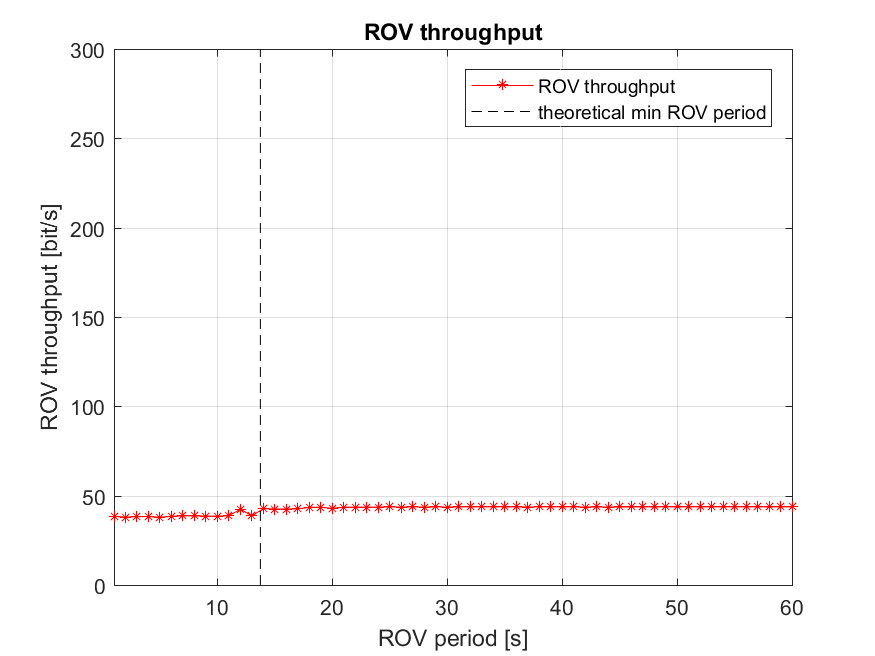 ROV throughput
300
250
200
150
100
50
0
ROV throughput [bit/s]
ROV throughput
theoretical min ROV period
10
20
30
40
50
60
ROV period [s]